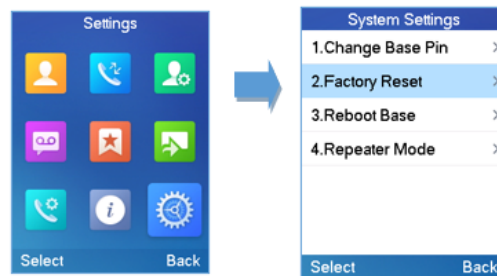 Settings
Select Back
System Settings
1.Change Base Pin
2.Factory Reset
3.Reboot Base
4.Repeater Mode
Select Back